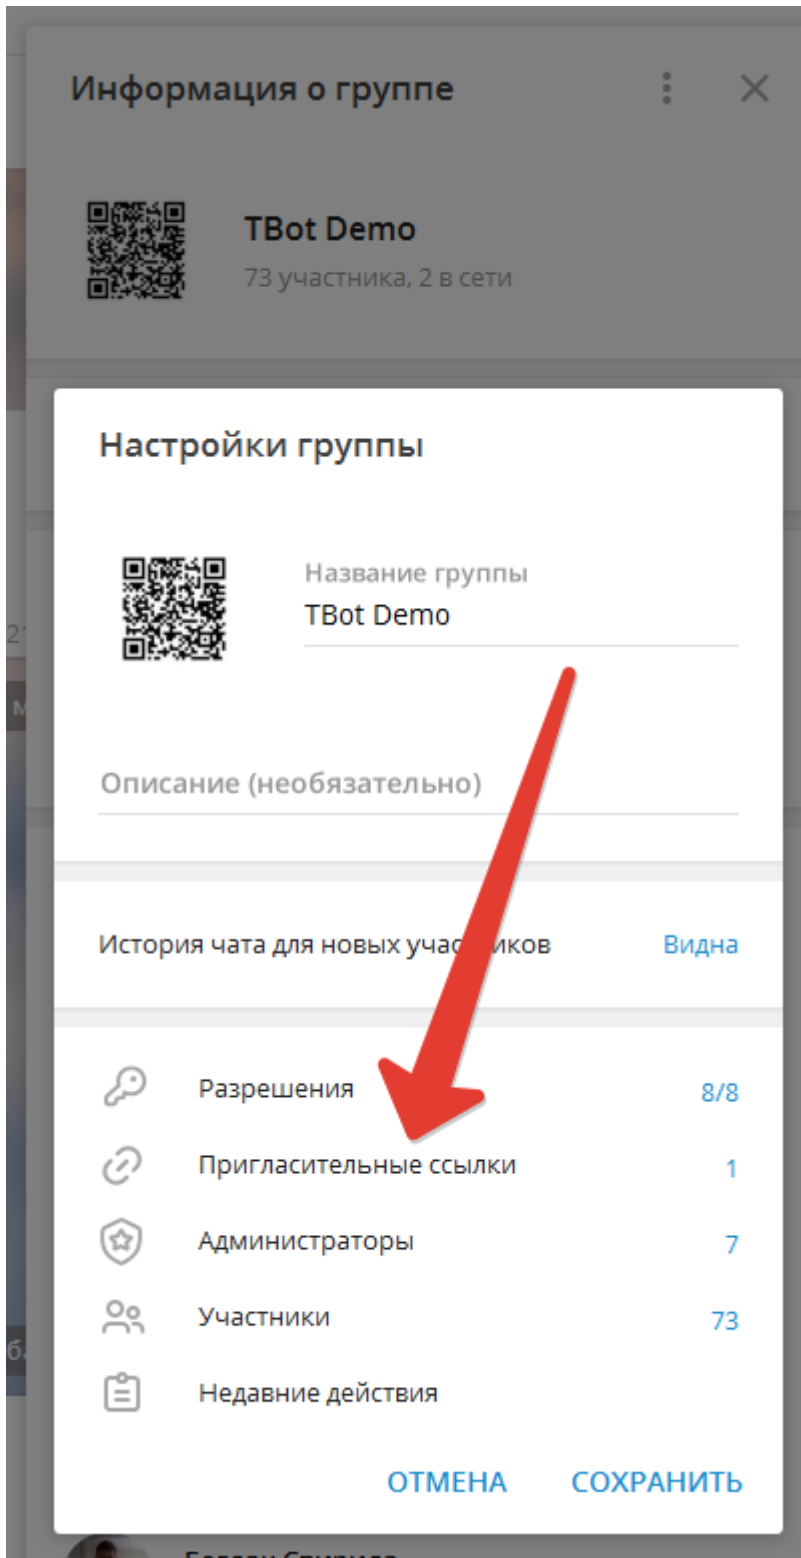 Информация о группе
TBot Demo
73 участника, 2 в сети
Настройки группы
Название группы
TBot Demo
Описание (необязательно)
История чата для новых Видна
Разрешения 8/8
Пригласительные ссылки 1
Администраторы 7
Участники 73
Недавние действия
ОТМЕНА СОХРАНИТЬ